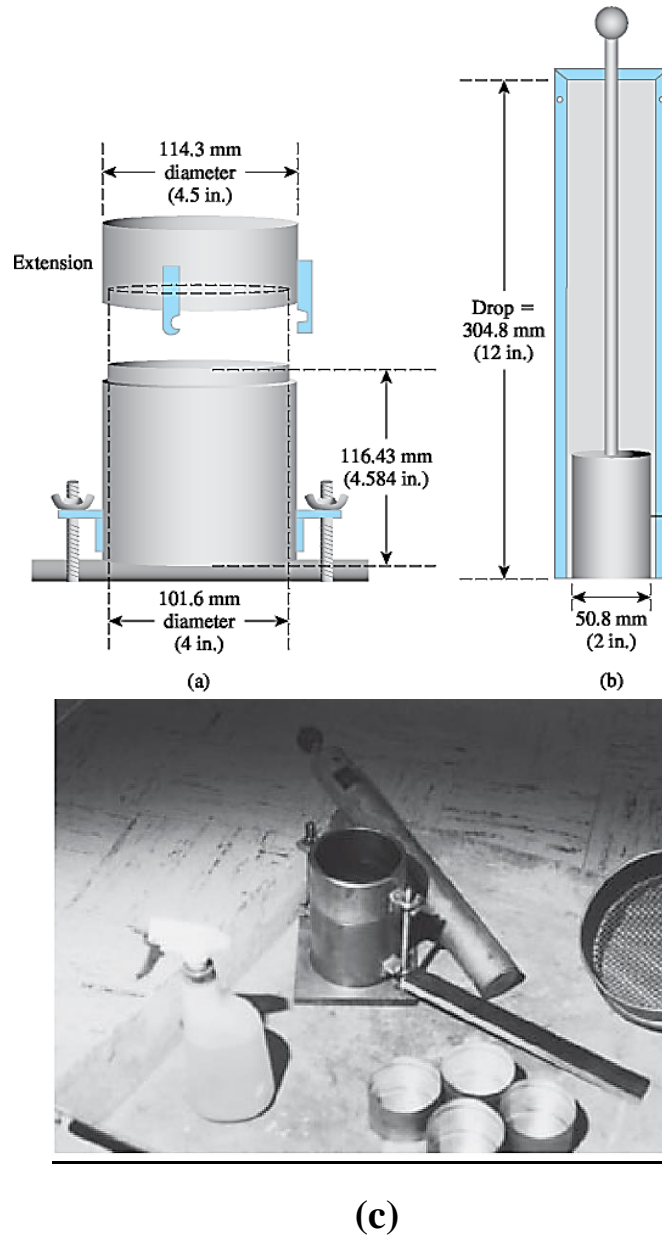 114.3 mm
diameter
(4.5 in.)
Extension
116.43 mm
(4.584 in.)
101.6 mm
diameter
(4 in.)
(a)
Drop =
304.8 mm
(12 in.)
50.8 mm
(2 in.)
(b)
(c)